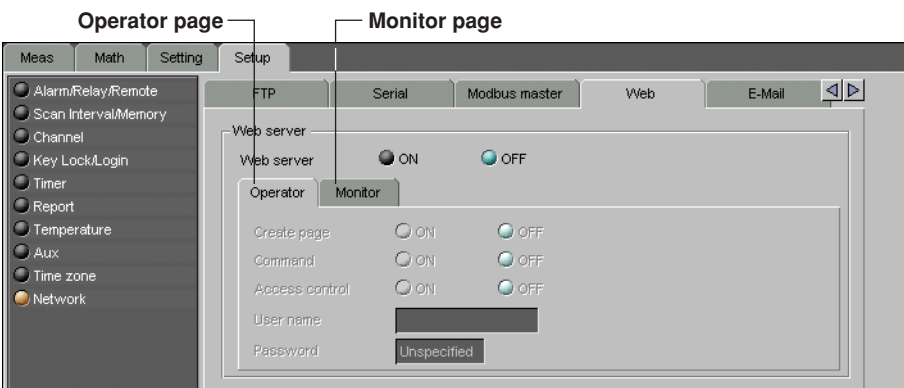 Operator page Monitor page
Meas Math Setting Setup
Alarm/Relay/Remote
Scan Interval/Memory
Channel
Key Lock/Login
Timer
Report
Temperature
Aux
Time zone
Network
FTP Serial Modbus master Web E-Mail
Web server
Web server ON OFF
Operator Monitor
Create page ON OFF
Command ON OFF
Access control ON OFF
User name
Password Unspecified